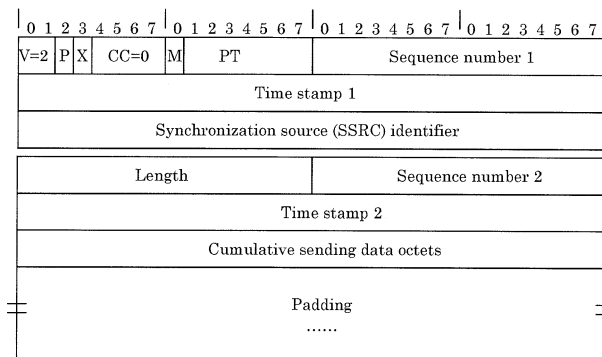 0 1 2 3 4 5 6 7 0 1 2 3 4 5 6 7 0 1 2 3 4 5 6 7 0 1 2 3 4 5 6 7
V=2 P X CC=0 M PT Sequence number 1
Time stamp 1
Synchronization source (SSRC) identifier
Length Sequence number 2
Time stamp 2
Cumulative sending data octets
Padding
......